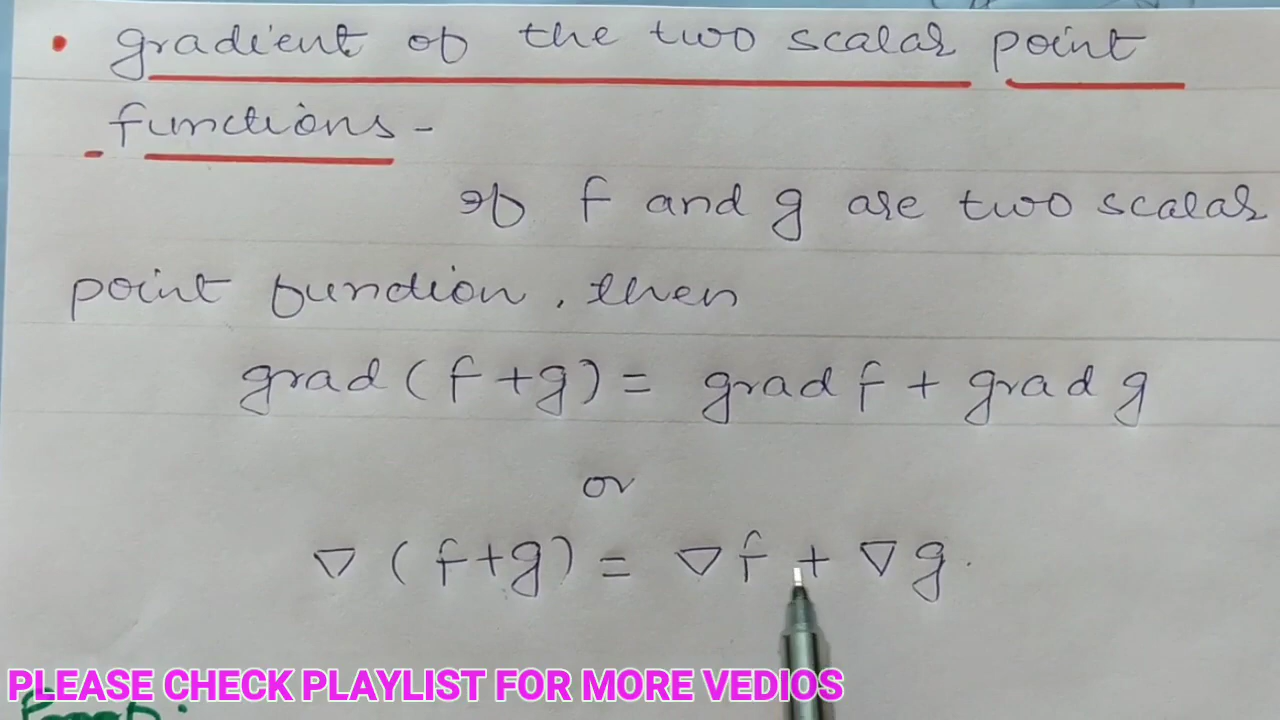 • gradient of the two scalar point
functions -
If f and g are two scalar
point function, then
grad (f+g) = grad f + grad g
or
∇ (f+g) = ∇f + ∇g.
PLEASE CHECK PLAYLIST FOR MORE VEDIOS